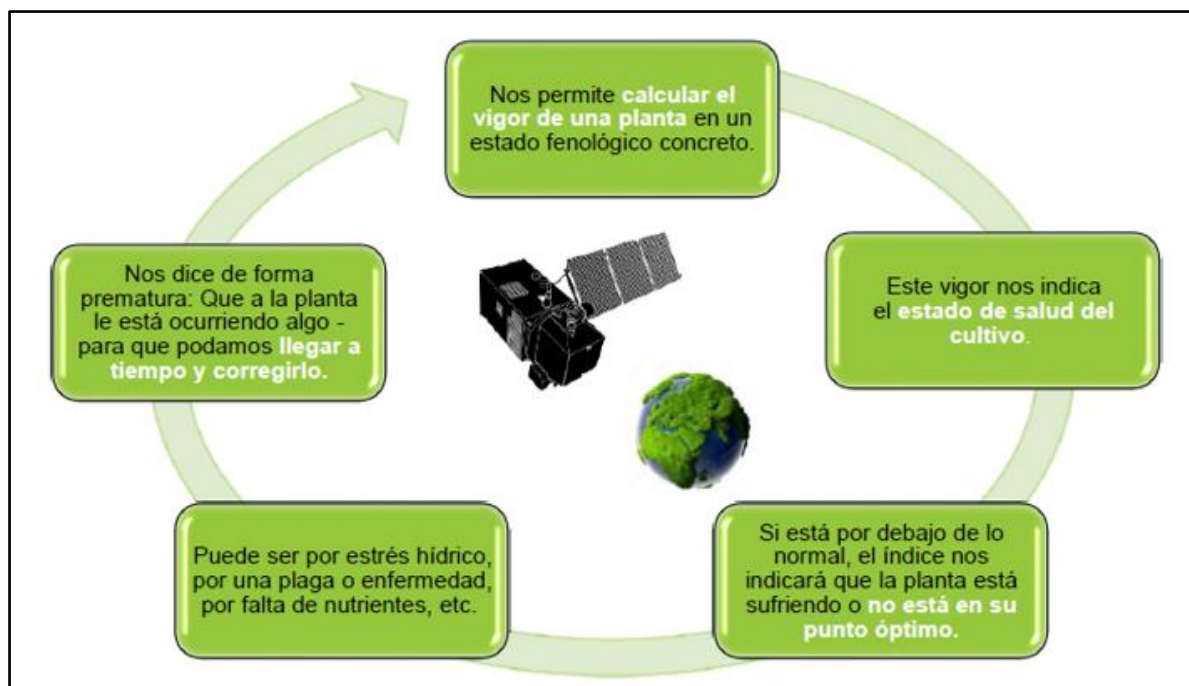 Nos permite calcular el
vigor de una planta en un
estado fenológico concreto.
Este vigor nos indica
el estado de salud del
cultivo.
Si está por debajo de lo
normal, el índice nos
indicará que la planta está
sufriendo o no está en su
punto óptimo.
Puede ser por estrés hídrico,
por una plaga o enfermedad,
por falta de nutrientes, etc.
Nos dice de forma
prematura: Que a la planta
le está ocurriendo algo -
para que podamos llegar a
tiempo y corregirlo.